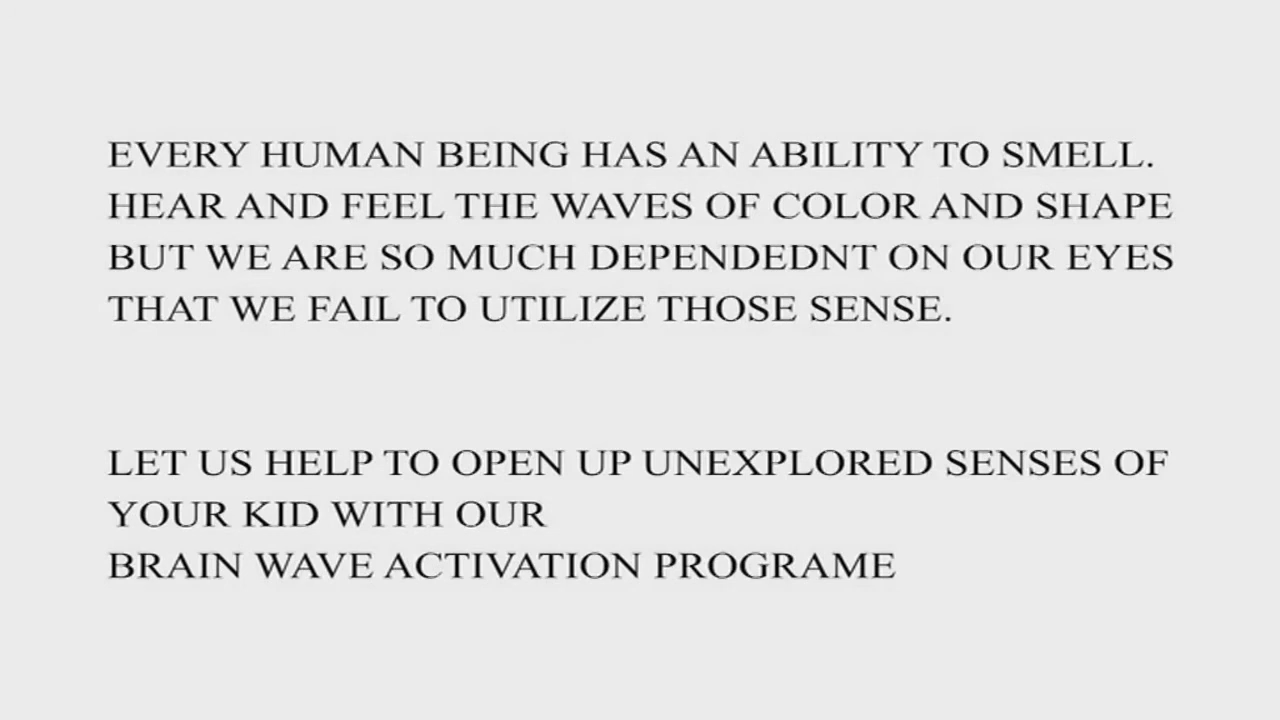 EVERY HUMAN BEING HAS AN ABILITY TO SMELL.
HEAR AND FEEL THE WAVES OF COLOR AND SHAPE
BUT WE ARE SO MUCH DEPENDEDNT ON OUR EYES
THAT WE FAIL TO UTILIZE THOSE SENSE.
LET US HELP TO OPEN UP UNEXPLORED SENSES OF
YOUR KID WITH OUR
BRAIN WAVE ACTIVATION PROGRAME